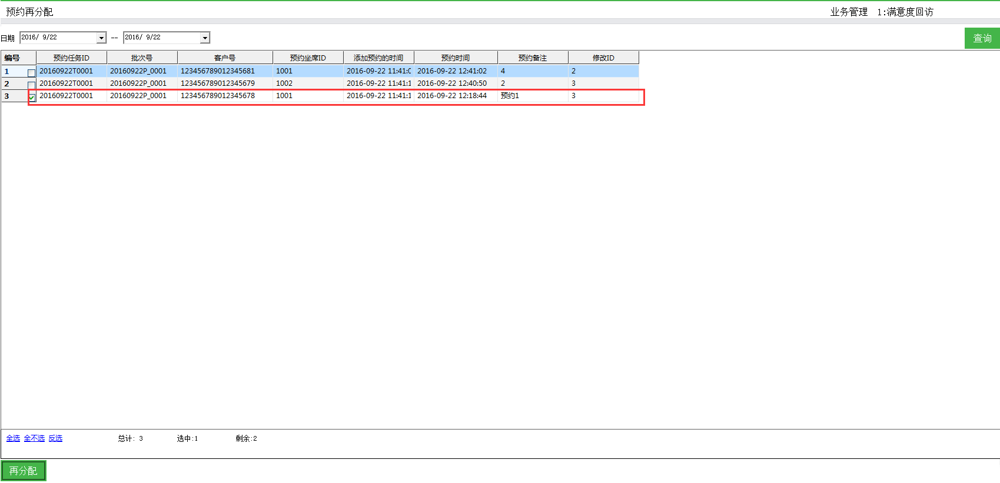 预约再分配 业务管理 1:满意度回访
日期 2016/ 9/22 -- 2016/ 9/22 查询
编号 预约任务ID 批次号 客户号 预约坐席ID 添加预约的时间 预约时间 预约备注 修改ID
1 20160922T0001 20160922P_0001 123456789012345681 1001 2016-09-22 11:41:0 2016-09-22 12:41:02 4 2
2 20160922T0001 20160922P_0001 123456789012345679 1002 2016-09-22 11:41:1 2016-09-22 12:40:50 2 3
3 20160922T0001 20160922P_0001 123456789012345678 1001 2016-09-22 11:41:1 2016-09-22 12:18:44 预约1 3
全选 全不选 反选 总计: 3 选中:1 剩余:2
再分配